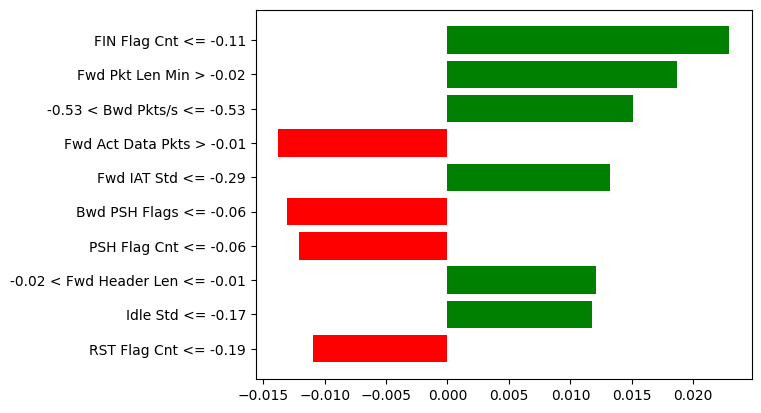 FIN Flag Cnt <= -0.11
Fwd Pkt Len Min > -0.02
-0.53 < Bwd Pkts/s <= -0.53
Fwd Act Data Pkts > -0.01
Fwd IAT Std <= -0.29
Bwd PSH Flags <= -0.06
PSH Flag Cnt <= -0.06
-0.02 < Fwd Header Len <= -0.01
Idle Std <= -0.17
RST Flag Cnt <= -0.19
−0.015 −0.010 −0.005 0.000 0.005 0.010 0.015 0.020